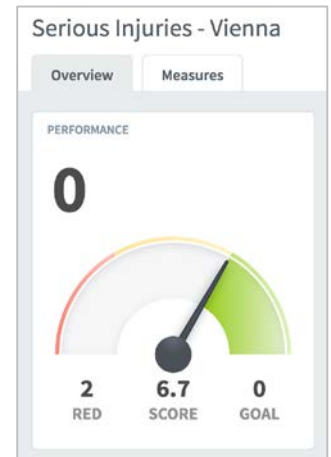 Serious Injuries - Vienna
Overview Measures
PERFORMANCE
0
2 6.7 0
RED SCORE GOAL